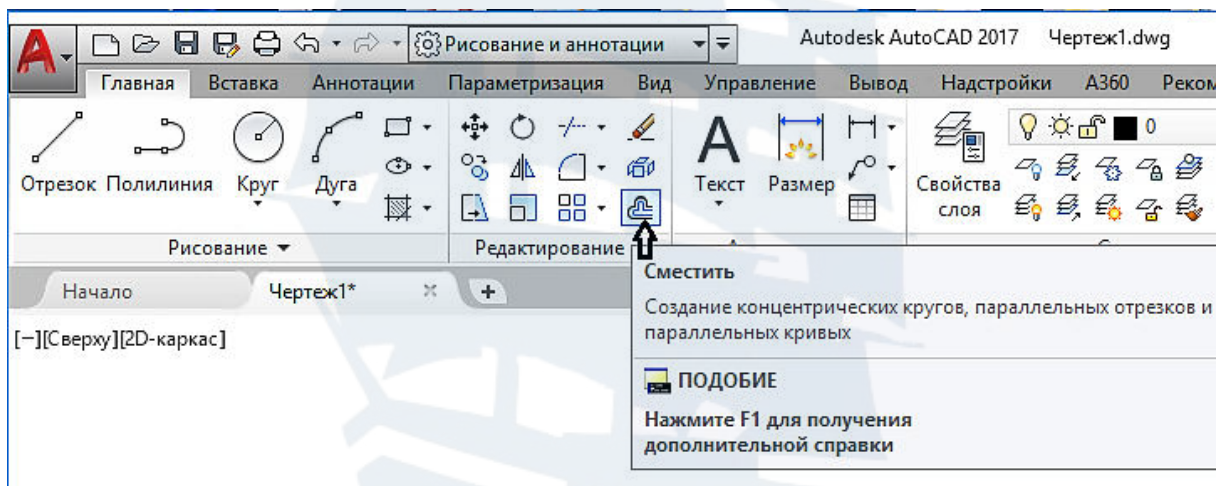 Рисование и аннотации
Autodesk AutoCAD 2017 Чертеж1.dwg
Главная Вставка Аннотации Параметризация Вид Управление Вывод Надстройки A360 Реком
Отрезок Полилиния Круг Дуга
A
Текст Размер
Свойства
слоя
0
Рисование
Редактирование
Начало Чертеж1*
[−][Сверху][2D-каркас]
Сместить
Создание концентрических кругов, параллельных отрезков и
параллельных кривых
ПОДОБИЕ
Нажмите F1 для получения
дополнительной справки